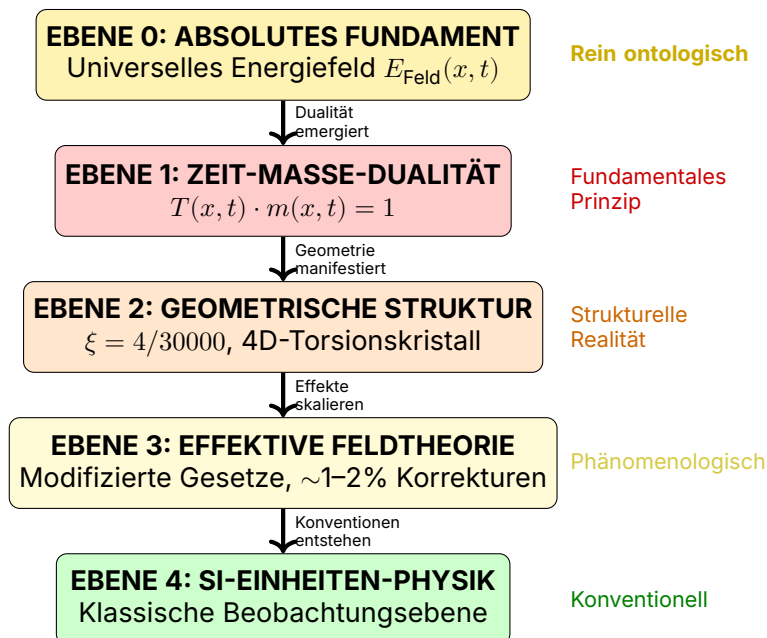 EBENE 0: ABSOLUTES FUNDAMENT
Universelles Energiefeld E_Feld(x, t)
Rein ontologisch
Dualität
emergiert
EBENE 1: ZEIT-MASSE-DUALITÄT
T(x, t) · m(x, t) = 1
Fundamentales
Prinzip
Geometrie
manifestiert
EBENE 2: GEOMETRISCHE STRUKTUR
ξ = 4/30000, 4D-Torsionskristall
Strukturelle
Realität
Effekte
skalieren
EBENE 3: EFFEKTIVE FELDTHEORIE
Modifizierte Gesetze, ∼1–2% Korrekturen
Phänomenologisch
Konventionen
entstehen
EBENE 4: SI-EINHEITEN-PHYSIK
Klassische Beobachtungsebene
Konventionell